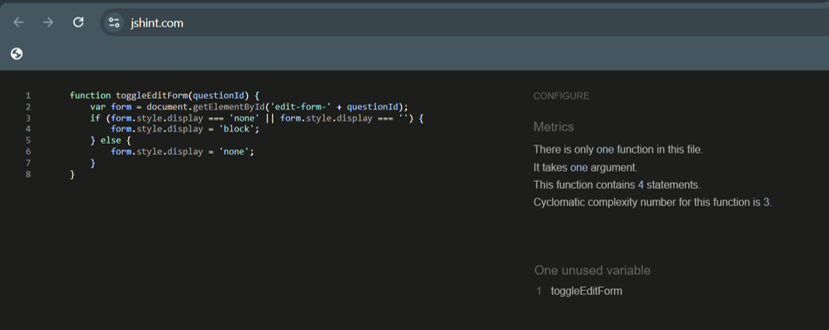 jshint.com
1 function toggleEditForm(questionId) {
2 var form = document.getElementById('edit-form-' + questionId);
3 if (form.style.display === 'none' || form.style.display === '') {
4 form.style.display = 'block';
5 } else {
6 form.style.display = 'none';
7 }
8 }
CONFIGURE
Metrics
There is only one function in this file.
It takes one argument.
This function contains 4 statements.
Cyclomatic complexity number for this function is 3.
One unused variable
1 toggleEditForm